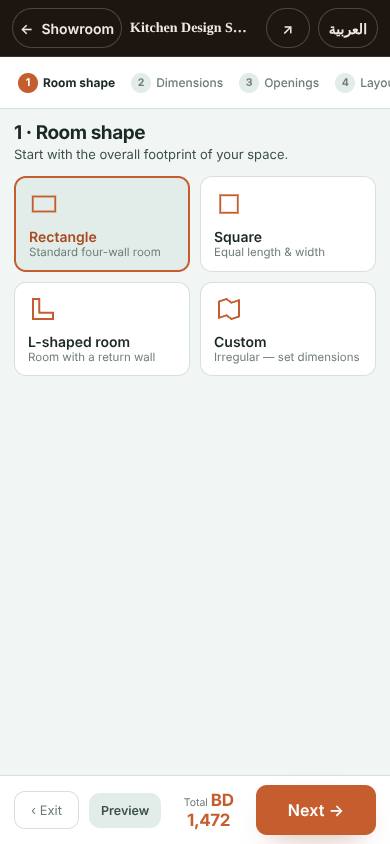 ← Showroom
Kitchen Design S...
العربية
1 Room shape
2 Dimensions
3 Openings
4 Layou
1 · Room shape
Start with the overall footprint of your space.
Rectangle
Standard four-wall room
Square
Equal length & width
L-shaped room
Room with a return wall
Custom
Irregular — set dimensions
‹ Exit
Preview
Total BD
1,472
Next →